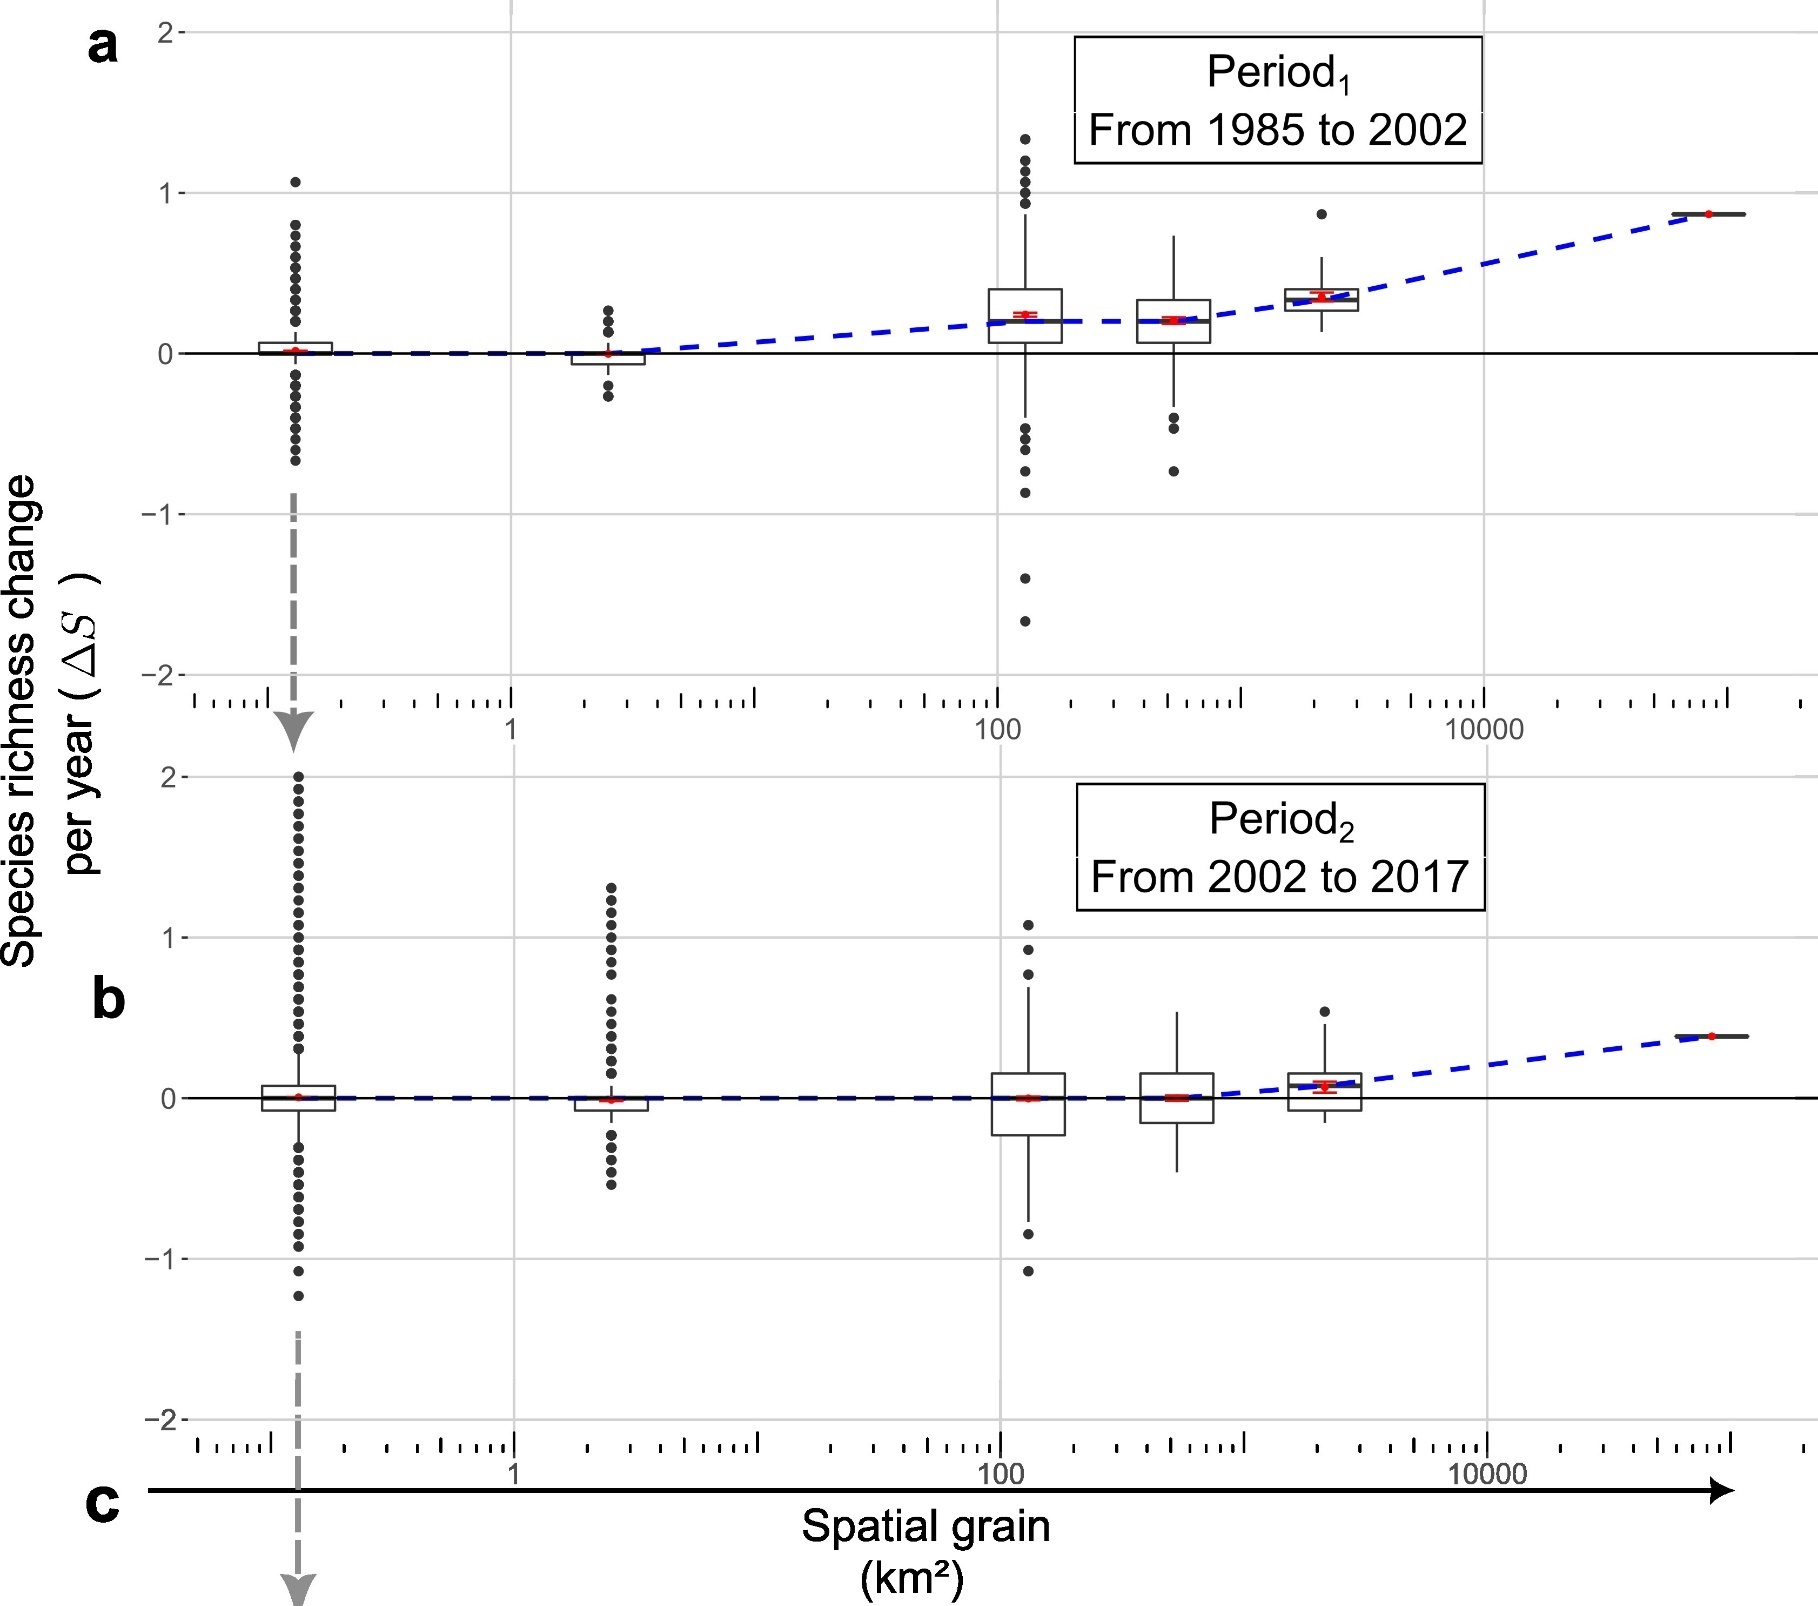 a
2
1
0
−1
−2
Period₁
From 1985 to 2002
1
100
10000
Species richness change
per year ( ΔS )
b
2
1
0
−1
−2
Period₂
From 2002 to 2017
1
100
10000
c
Spatial grain
(km²)